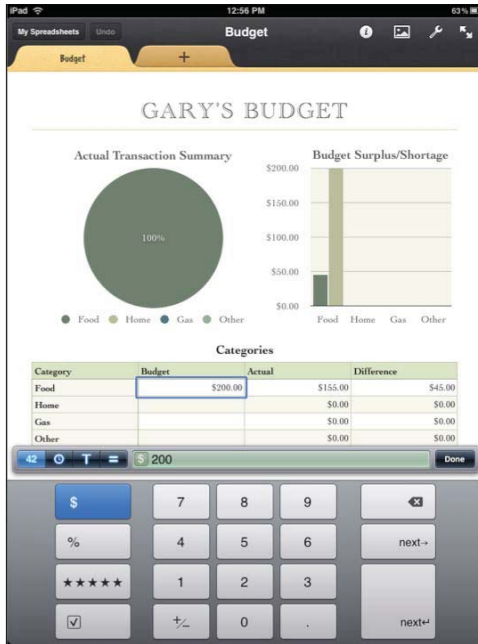 iPad 12:56 PM 63%
My Spreadsheets Undo Budget
Budget +
GARY'S BUDGET
Actual Transaction Summary
100%
Food Home Gas Other
Budget Surplus/Shortage
$200.00
$150.00
$100.00
$50.00
$0.00
Food Home Gas Other
Categories
Category Budget Actual Difference
Food $200.00 $155.00 $45.00
Home $0.00 $0.00
Gas $0.00 $0.00
Other $0.00 $0.00
42 T = $ 200 Done
$ 7 8 9
% 4 5 6 next→
★★★★★ 1 2 3
+/− 0 . next↵